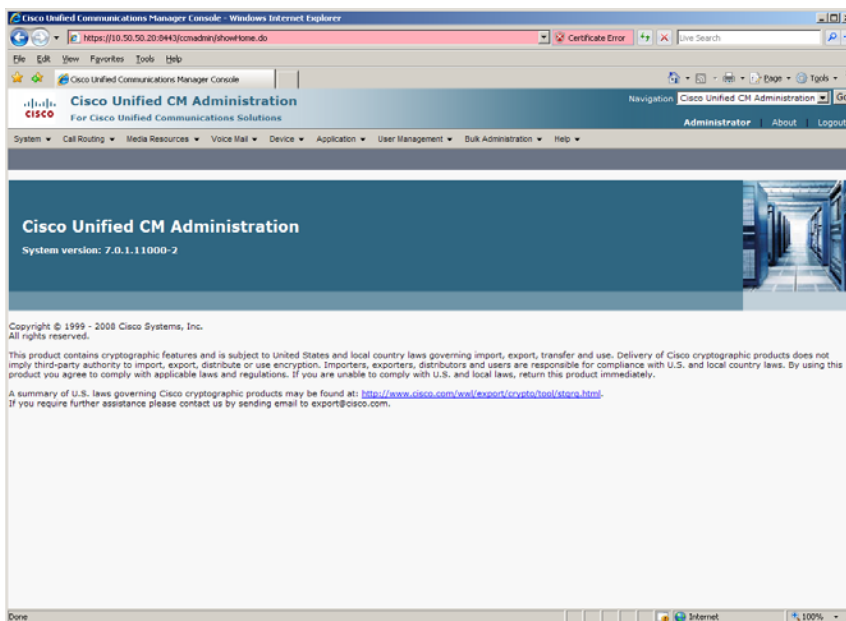 Cisco Unified Communications Manager Console - Windows Internet Explorer
https://10.50.50.20:8443/ccmadmin/showHome.do
Certificate Error
Live Search
File Edit View Favorites Tools Help
Cisco Unified Communications Manager Console
Page
Tools
CISCO
Cisco Unified CM Administration
For Cisco Unified Communications Solutions
Navigation
Cisco Unified CM Administration
Administrator | About | Logout
System Call Routing Media Resources Voice Mail Device Application User Management Bulk Administration Help
Cisco Unified CM Administration
System version: 7.0.1.11000-2
Copyright © 1999 - 2008 Cisco Systems, Inc.
All rights reserved.
This product contains cryptographic features and is subject to United States and local country laws governing import, export, transfer and use. Delivery of Cisco cryptographic products does not
imply third-party authority to import, export, distribute or use encryption. Importers, exporters, distributors and users are responsible for compliance with U.S. and local country laws. By using this
product you agree to comply with applicable laws and regulations. If you are unable to comply with U.S. and local laws, return this product immediately.
A summary of U.S. laws governing Cisco cryptographic products may be found at: http://www.cisco.com/wwl/export/crypto/tool/stqrg.html.
If you require further assistance please contact us by sending email to export@cisco.com.
Done
Internet
100%